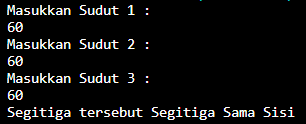 Masukkan Sudut 1 :
60
Masukkan Sudut 2 :
60
Masukkan Sudut 3 :
60
Segitiga tersebut Segitiga Sama Sisi